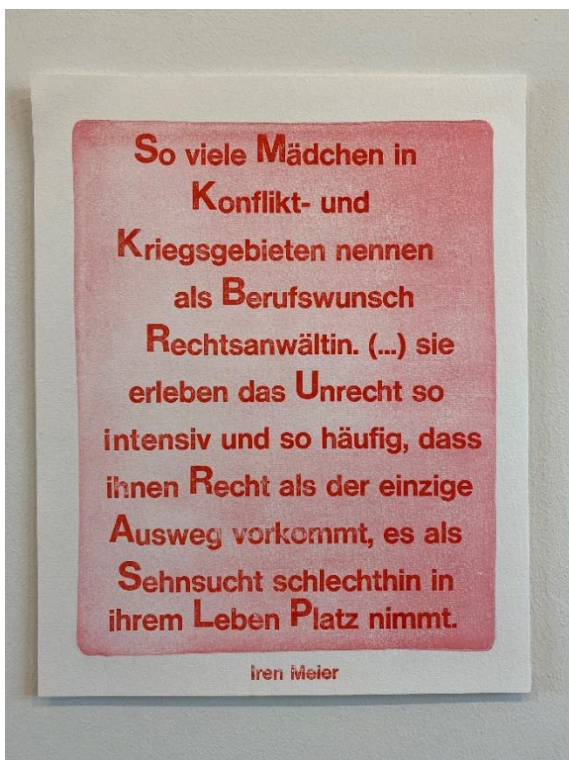 So viele Mädchen in
Konflikt- und
Kriegsgebieten nennen
als Berufswunsch
Rechtsanwältin. (...) sie
erleben das Unrecht so
intensiv und so häufig, dass
ihnen Recht als der einzige
Ausweg vorkommt, es als
Sehnsucht schlechthin in
ihrem Leben Platz nimmt.
Iren Meier